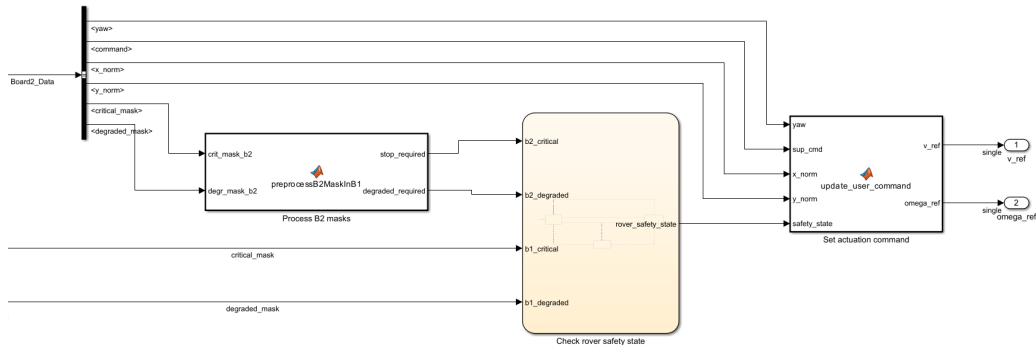 Board2_Data
<yaw>
<command>
<x_norm>
<y_norm>
<critical_mask>
<degraded_mask>
crit_mask_b2
degr_mask_b2
preprocessB2MaskInB1
stop_required
degraded_required
Process B2 masks
critical_mask
degraded_mask
b2_critical
b2_degraded
b1_critical
b1_degraded
rover_safety_state
Check rover safety state
yaw
sup_cmd
x_norm
y_norm
safety_state
update_user_command
v_ref
omega_ref
Set actuation command
single
1
v_ref
single
2
omega_ref